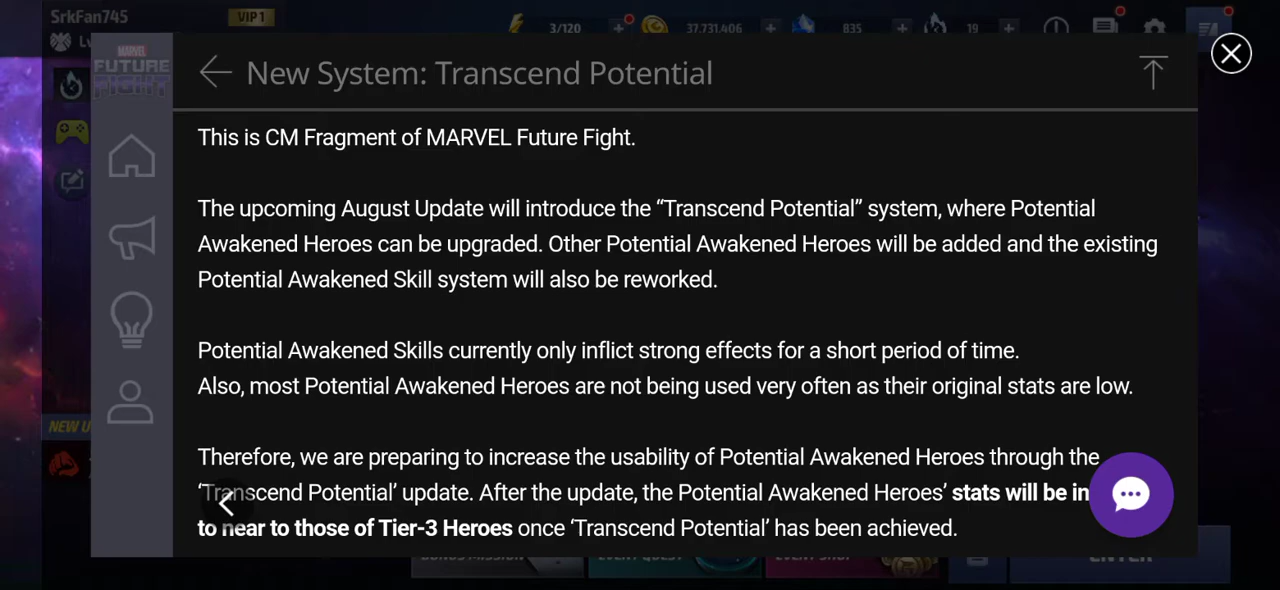 SrkFan745
VIP 1
3/120
37,731,406
835
19
MARVEL
FUTURE
FIGHT
New System: Transcend Potential
This is CM Fragment of MARVEL Future Fight.
The upcoming August Update will introduce the “Transcend Potential” system, where Potential
Awakened Heroes can be upgraded. Other Potential Awakened Heroes will be added and the existing
Potential Awakened Skill system will also be reworked.
Potential Awakened Skills currently only inflict strong effects for a short period of time.
Also, most Potential Awakened Heroes are not being used very often as their original stats are low.
Therefore, we are preparing to increase the usability of Potential Awakened Heroes through the
‘Transcend Potential’ update. After the update, the Potential Awakened Heroes’ stats will be in
to near to those of Tier-3 Heroes once ‘Transcend Potential’ has been achieved.
NEW U